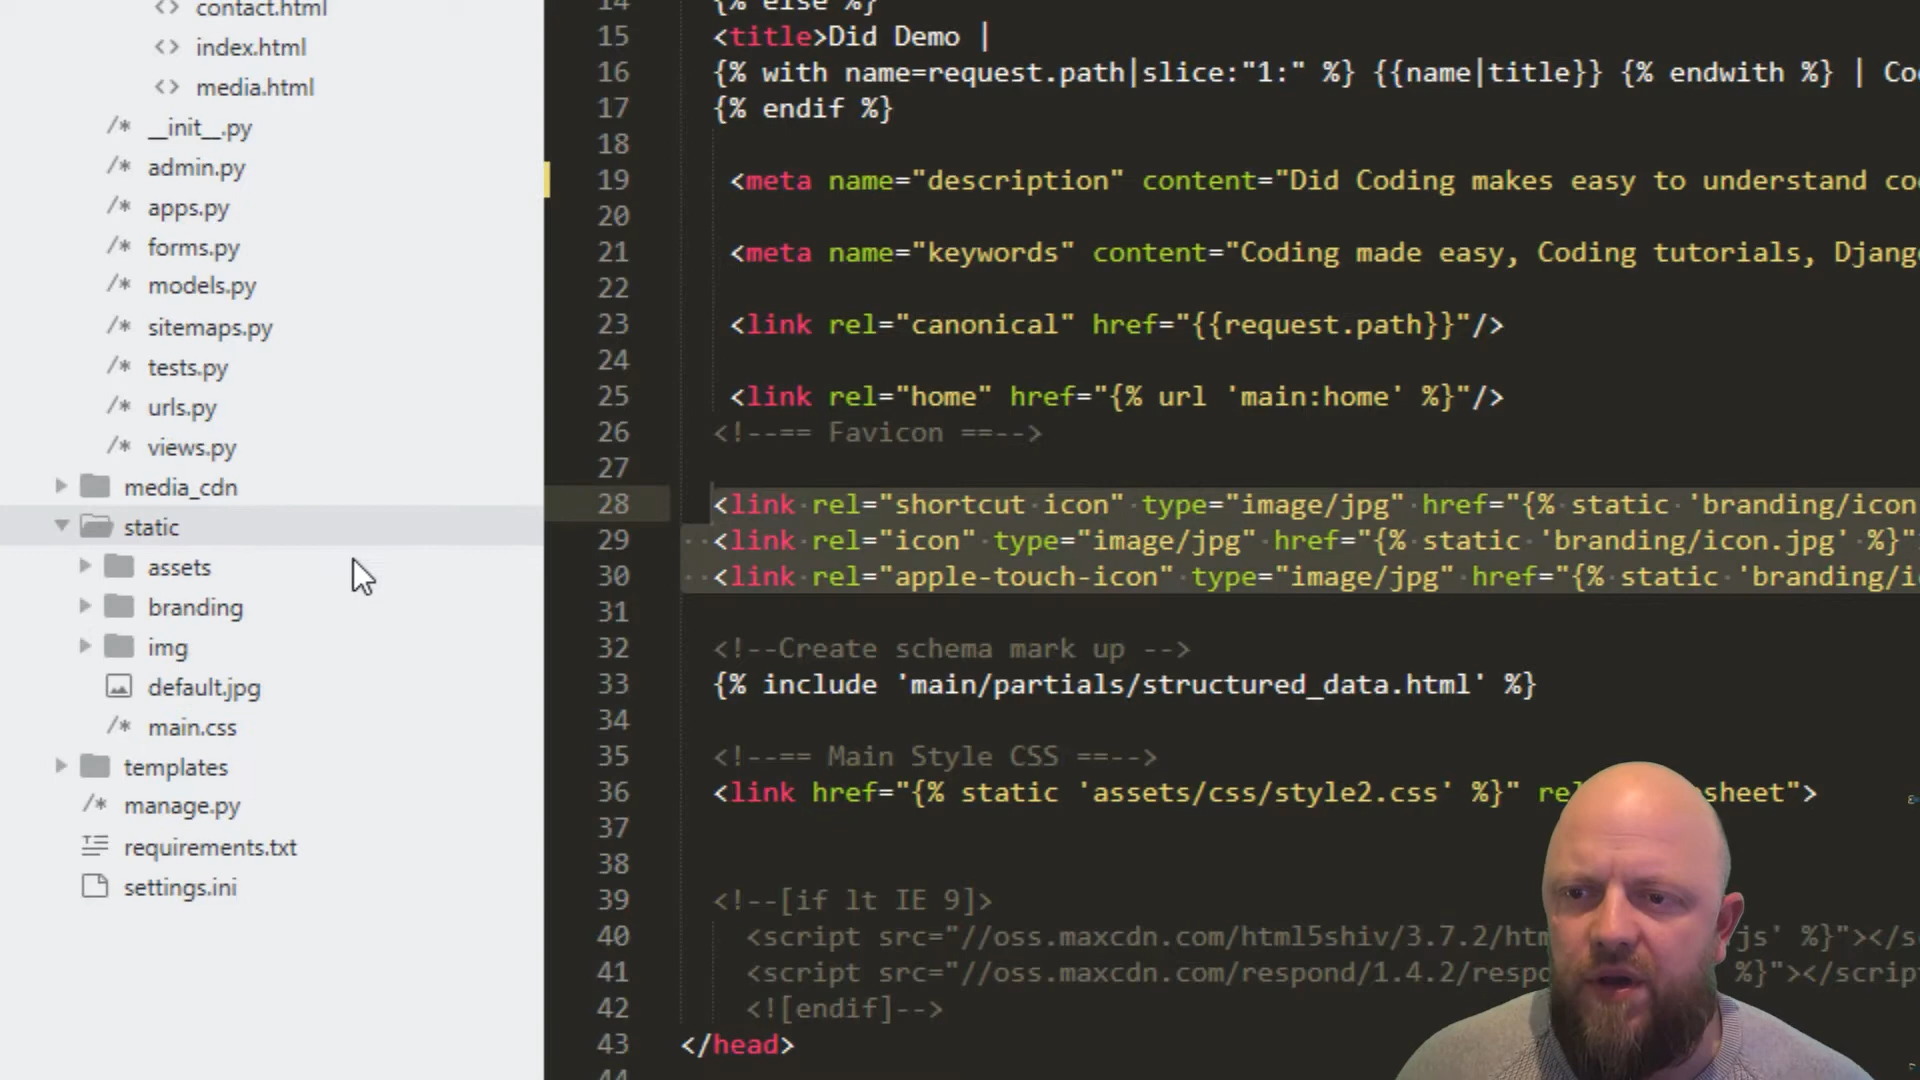 contact.html
index.html
media.html
/* __init__.py
/* admin.py
/* apps.py
/* forms.py
/* models.py
/* sitemaps.py
/* tests.py
/* urls.py
/* views.py
media_cdn
static
assets
branding
img
default.jpg
/* main.css
templates
/* manage.py
requirements.txt
settings.ini
14 {% else %}
15 <title>Did Demo |
16 {% with name=request.path|slice:"1:" %} {{name|title}} {% endwith %} | Co
17 {% endif %}
18
19 <meta name="description" content="Did Coding makes easy to understand co
20
21 <meta name="keywords" content="Coding made easy, Coding tutorials, Django
22
23 <link rel="canonical" href="{{request.path}}"/>
24
25 <link rel="home" href="{% url 'main:home' %}"/>
26 <!--== Favicon ==-->
27
28 <link rel="shortcut icon" type="image/jpg" href="{% static 'branding/icon
29 <link rel="icon" type="image/jpg" href="{% static 'branding/icon.jpg' %}"
30 <link rel="apple-touch-icon" type="image/jpg" href="{% static 'branding/i
31
32 <!--Create schema mark up -->
33 {% include 'main/partials/structured_data.html' %}
34
35 <!--== Main Style CSS ==-->
36 <link href="{% static 'assets/css/style2.css' %}" re sheet">
37
38
39 <!--[if lt IE 9]>
40 <script src="//oss.maxcdn.com/html5shiv/3.7.2/htm js' %}"></s
41 <script src="//oss.maxcdn.com/respond/1.4.2/respo %}"></script
42 <![endif]-->
43 </head>
44